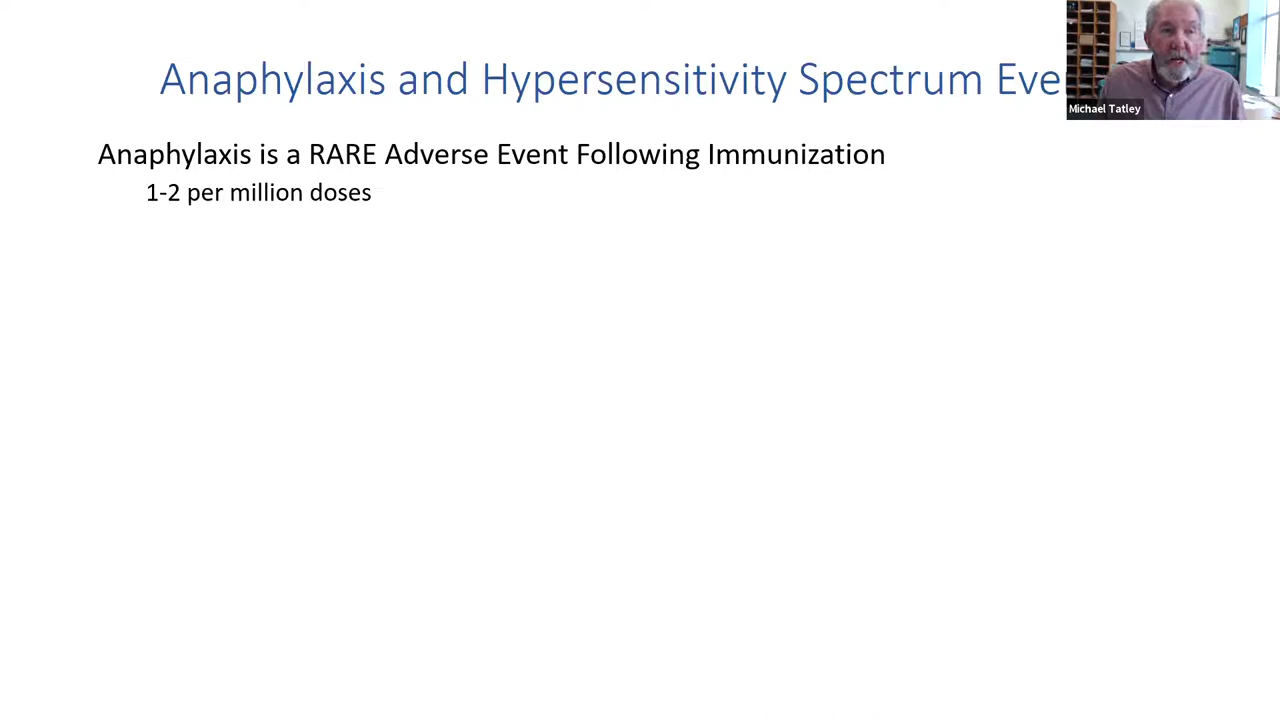 Anaphylaxis and Hypersensitivity Spectrum Eve
Michael Tatley
Anaphylaxis is a RARE Adverse Event Following Immunization
1-2 per million doses